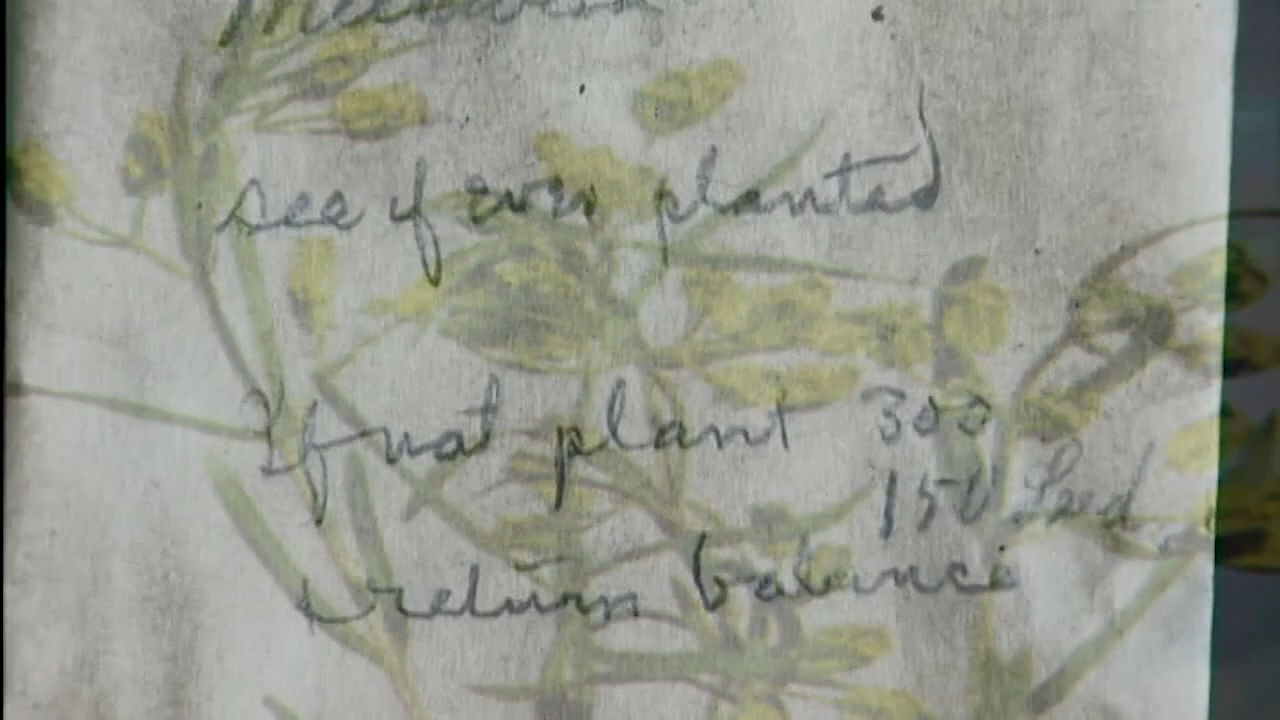 see if ever planted
If not plant 300
150 Seed
& return balance